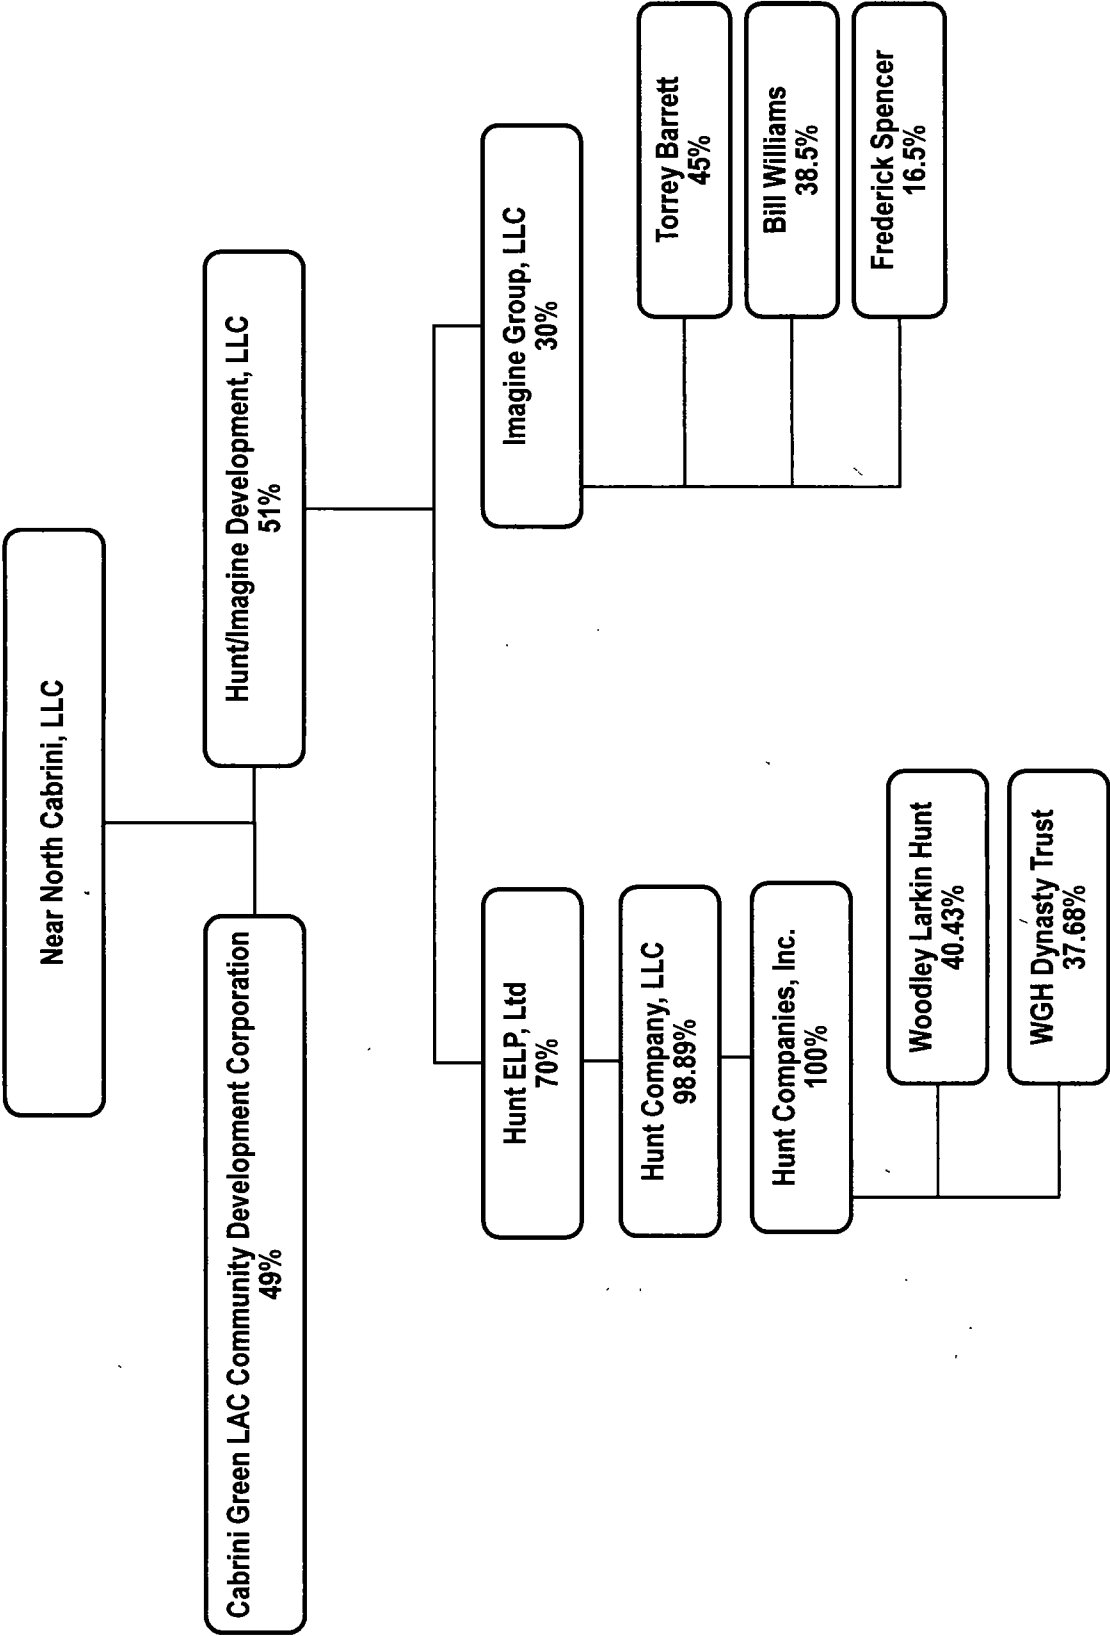 Near North Cabrini, LLC
Cabrini Green LAC Community Development Corporation
49%
Hunt/Imagine Development, LLC
51%
Hunt ELP, Ltd
70%
Hunt Company, LLC
98.89%
Hunt Companies, Inc.
100%
Woodley Larkin Hunt
40.43%
WGH Dynasty Trust
37.68%
Imagine Group, LLC
30%
Torrey Barrett
45%
Bill Williams
38.5%
Frederick Spencer
16.5%